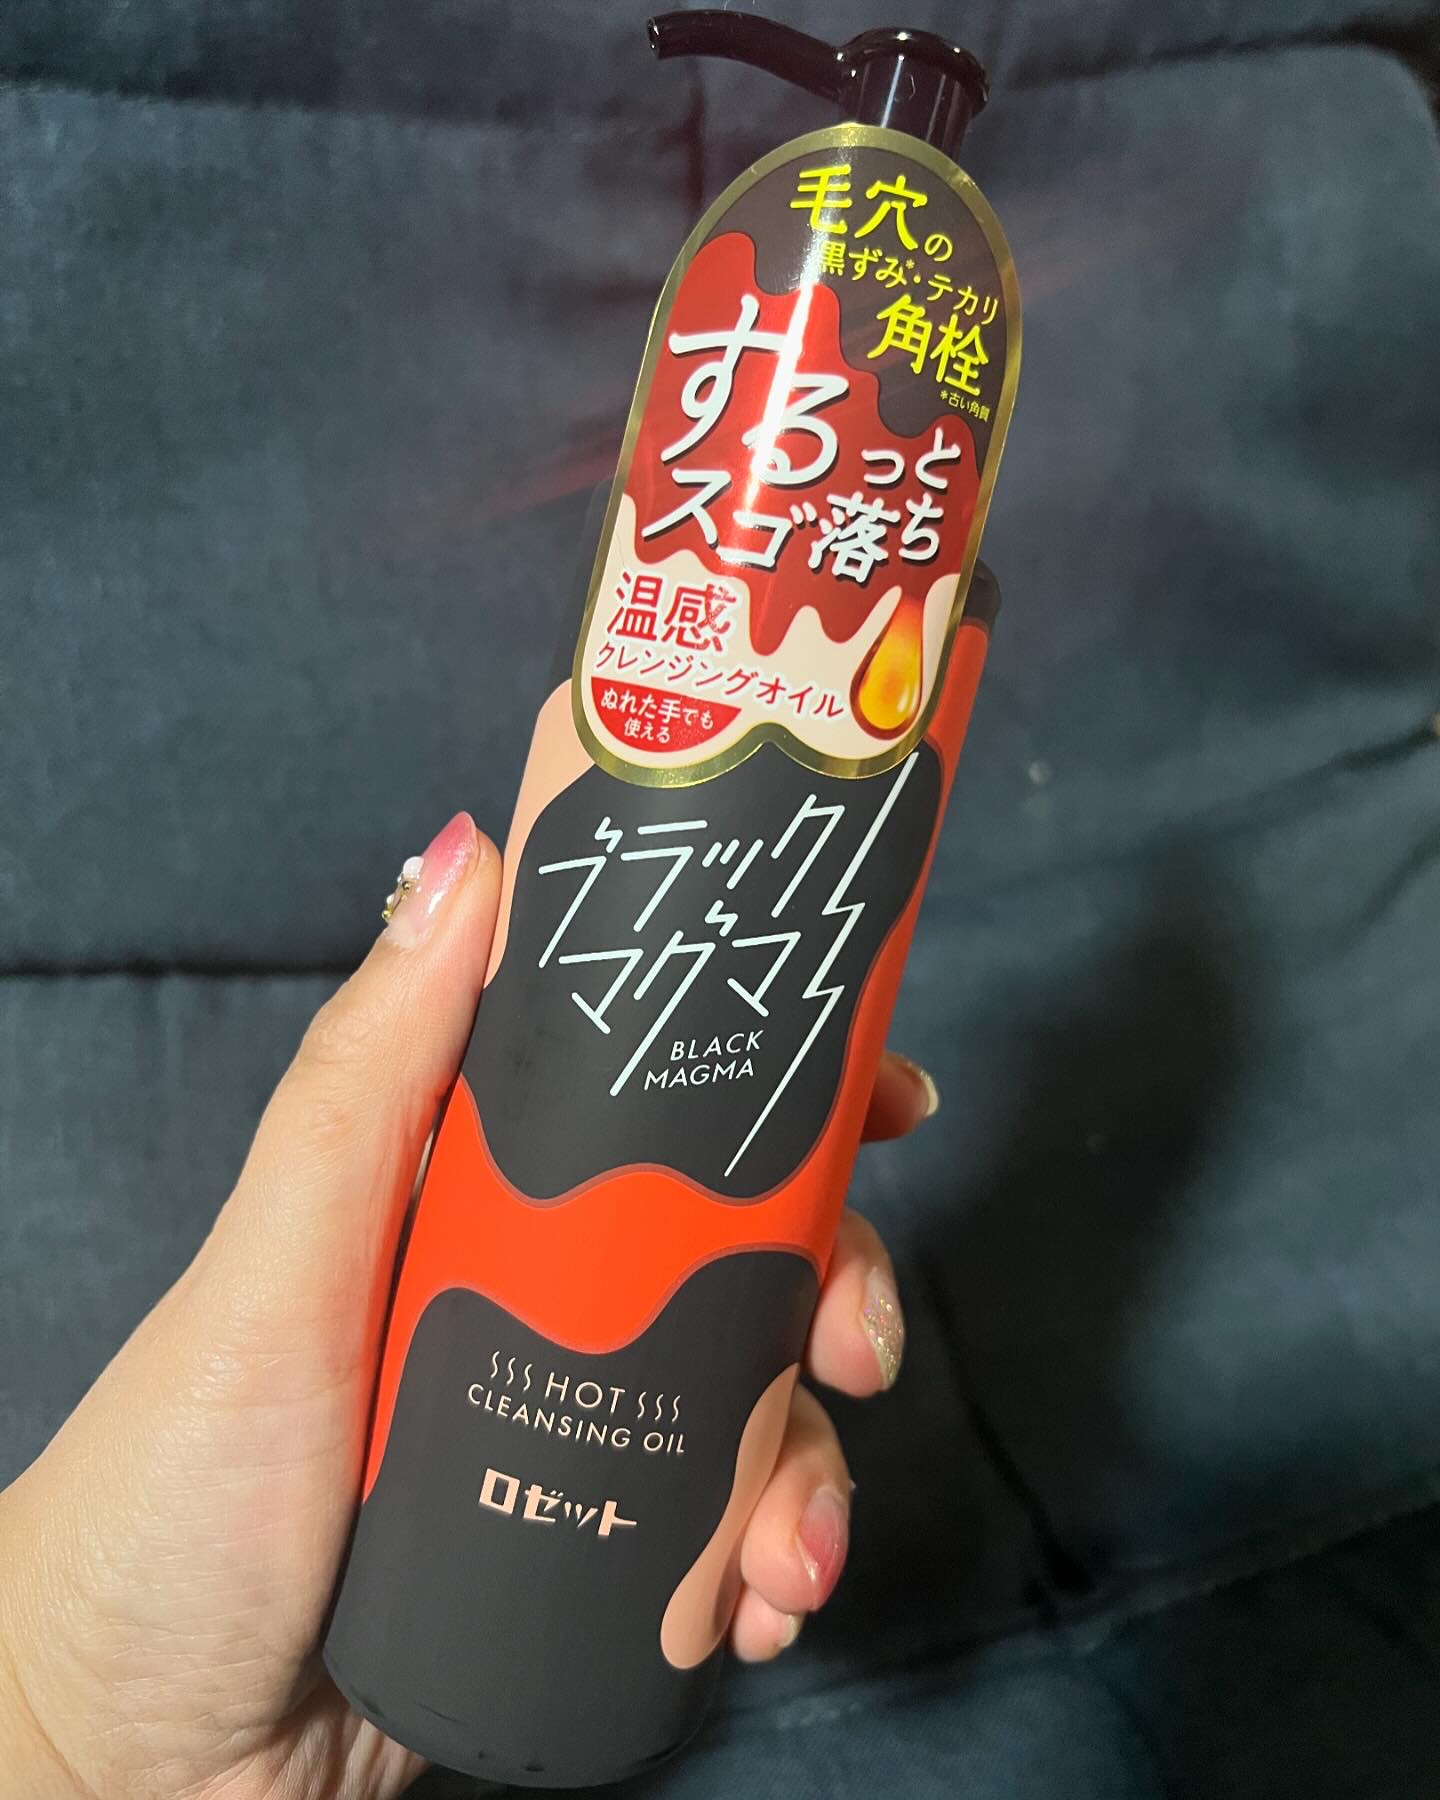 毛穴の
黒ずみ*・テカリ
角栓
*古い角質
するっと
スゴ落ち
温感
クレンジングオイル
ぬれた手でも
使える
ブラック
マグマ
BLACK
MAGMA
HOT
CLEANSING OIL
ロゼット